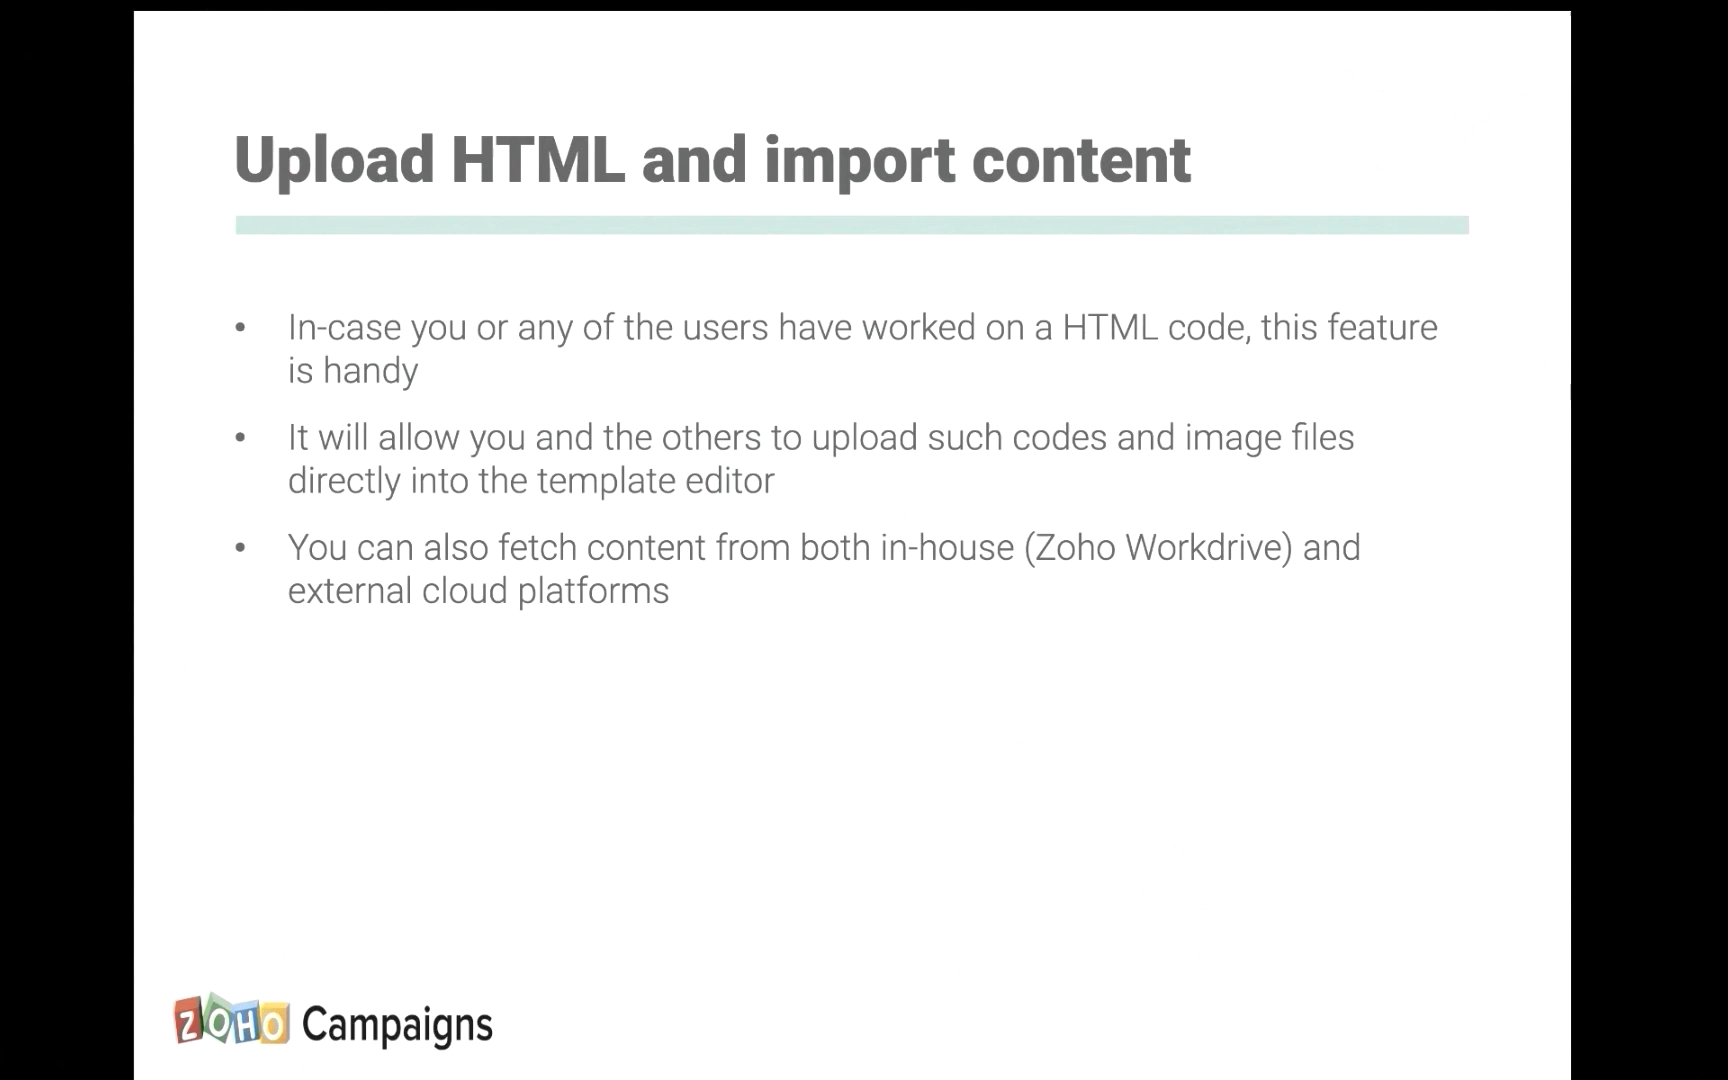 Upload HTML and import content
• In-case you or any of the users have worked on a HTML code, this feature
is handy
• It will allow you and the others to upload such codes and image files
directly into the template editor
• You can also fetch content from both in-house (Zoho Workdrive) and
external cloud platforms
ZOHO Campaigns